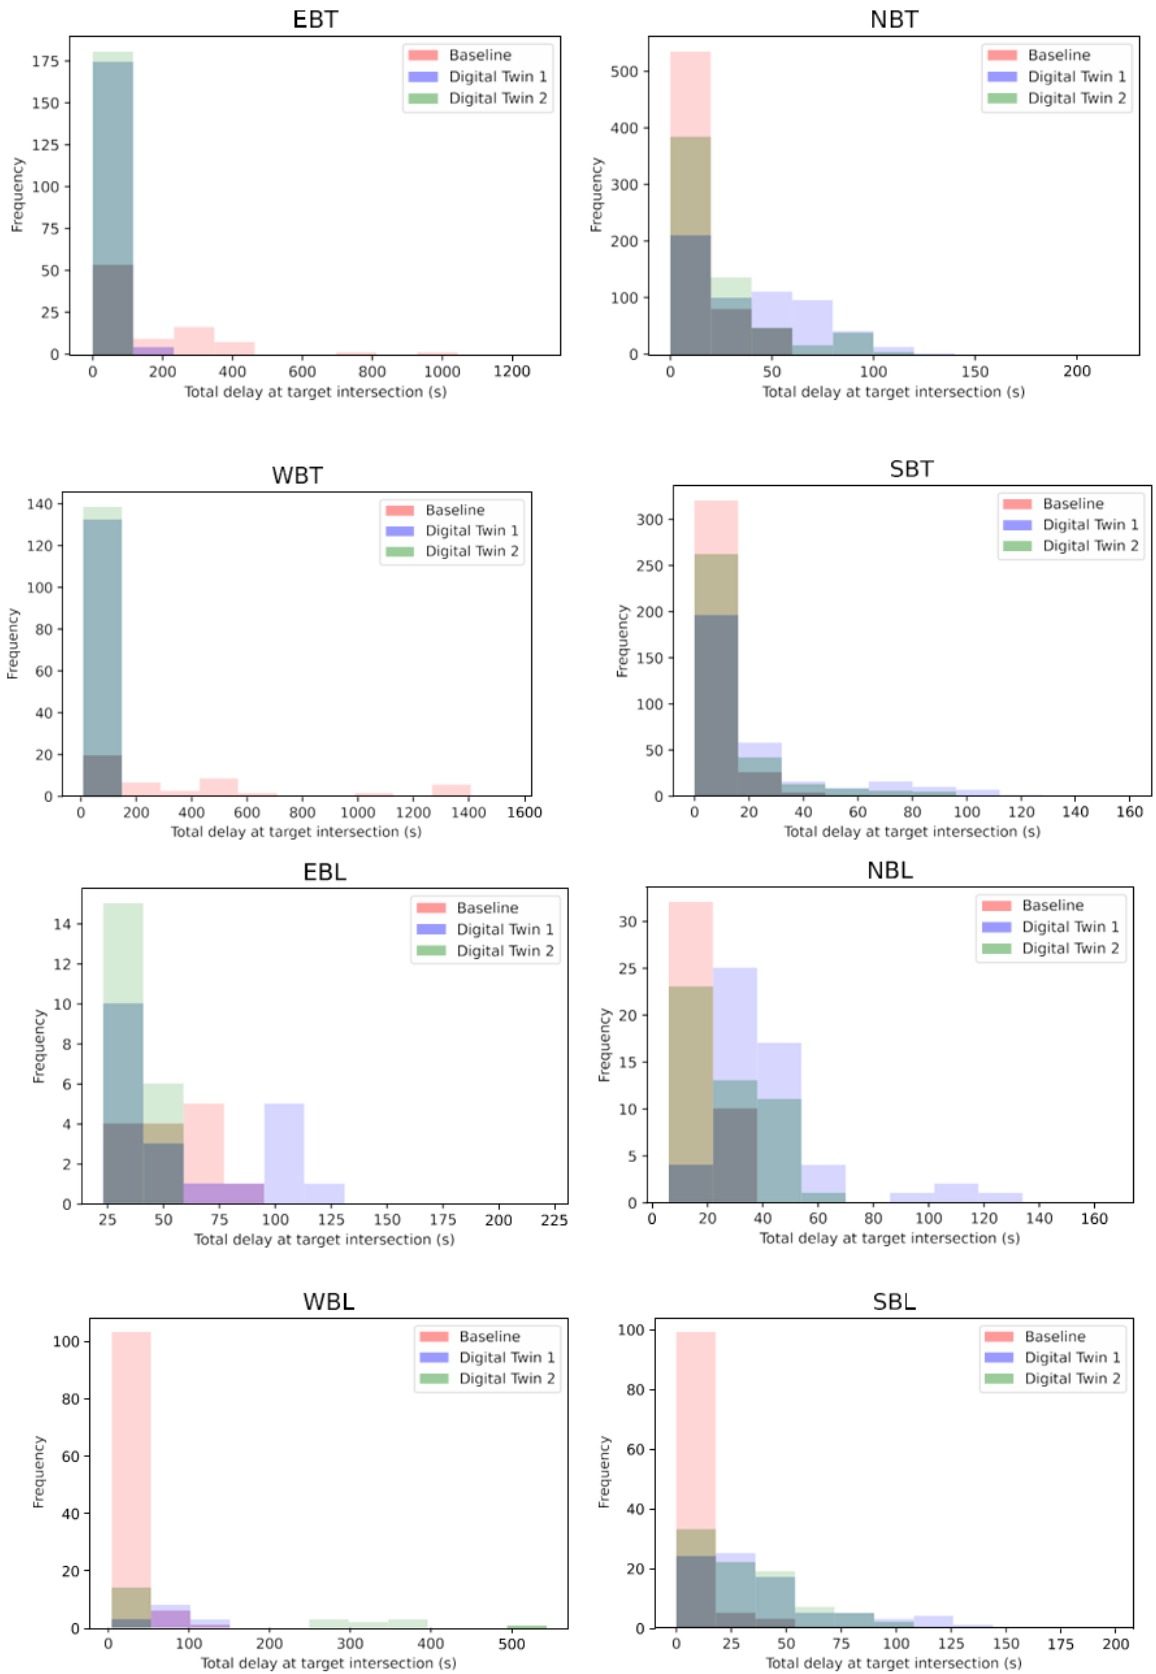 EBT
175
150
125
100
75
50
25
0
Frequency
Baseline
Digital Twin 1
Digital Twin 2
0 200 400 600 800 1000 1200
Total delay at target intersection (s)
NBT
500
400
300
200
100
0
Frequency
Baseline
Digital Twin 1
Digital Twin 2
0 50 100 150 200
Total delay at target intersection (s)
WBT
140
120
100
80
60
40
20
0
Frequency
Baseline
Digital Twin 1
Digital Twin 2
0 200 400 600 800 1000 1200 1400 1600
Total delay at target intersection (s)
SBT
300
250
200
150
100
50
0
Frequency
Baseline
Digital Twin 1
Digital Twin 2
0 20 40 60 80 100 120 140 160
Total delay at target intersection (s)
EBL
14
12
10
8
6
4
2
0
Frequency
Baseline
Digital Twin 1
Digital Twin 2
25 50 75 100 125 150 175 200 225
Total delay at target intersection (s)
NBL
30
25
20
15
10
5
0
Frequency
Baseline
Digital Twin 1
Digital Twin 2
0 20 40 60 80 100 120 140 160
Total delay at target intersection (s)
WBL
100
80
60
40
20
0
Frequency
Baseline
Digital Twin 1
Digital Twin 2
0 100 200 300 400 500
Total delay at target intersection (s)
SBL
100
80
60
40
20
0
Frequency
Baseline
Digital Twin 1
Digital Twin 2
0 25 50 75 100 125 150 175 200
Total delay at target intersection (s)